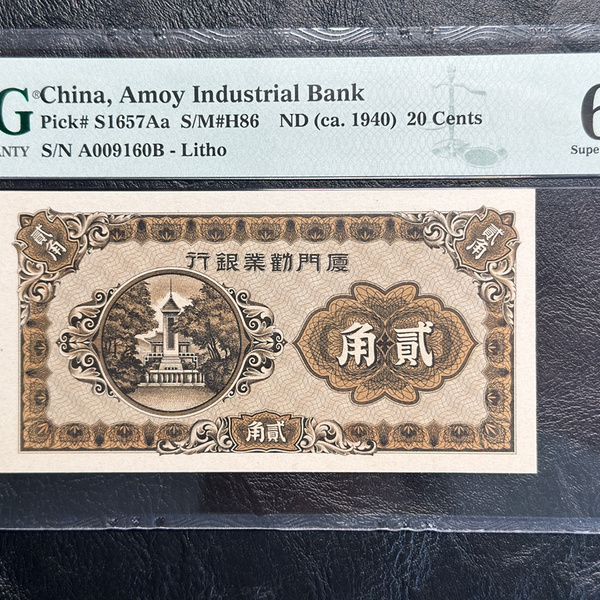 G® China, Amoy Industrial Bank
Pick# S1657Aa S/M#H86 ND (ca. 1940) 20 Cents
ANTY S/N A009160B - Litho
6
Supe
貳角
貳角
行銀業勸門廈
角貳
角貳